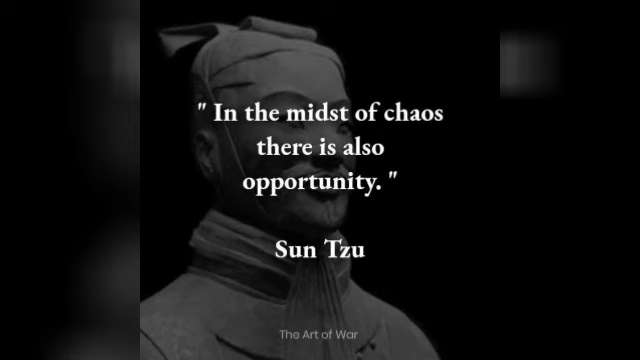 " In the midst of chaos
there is also
opportunity. "
Sun Tzu
The Art of War